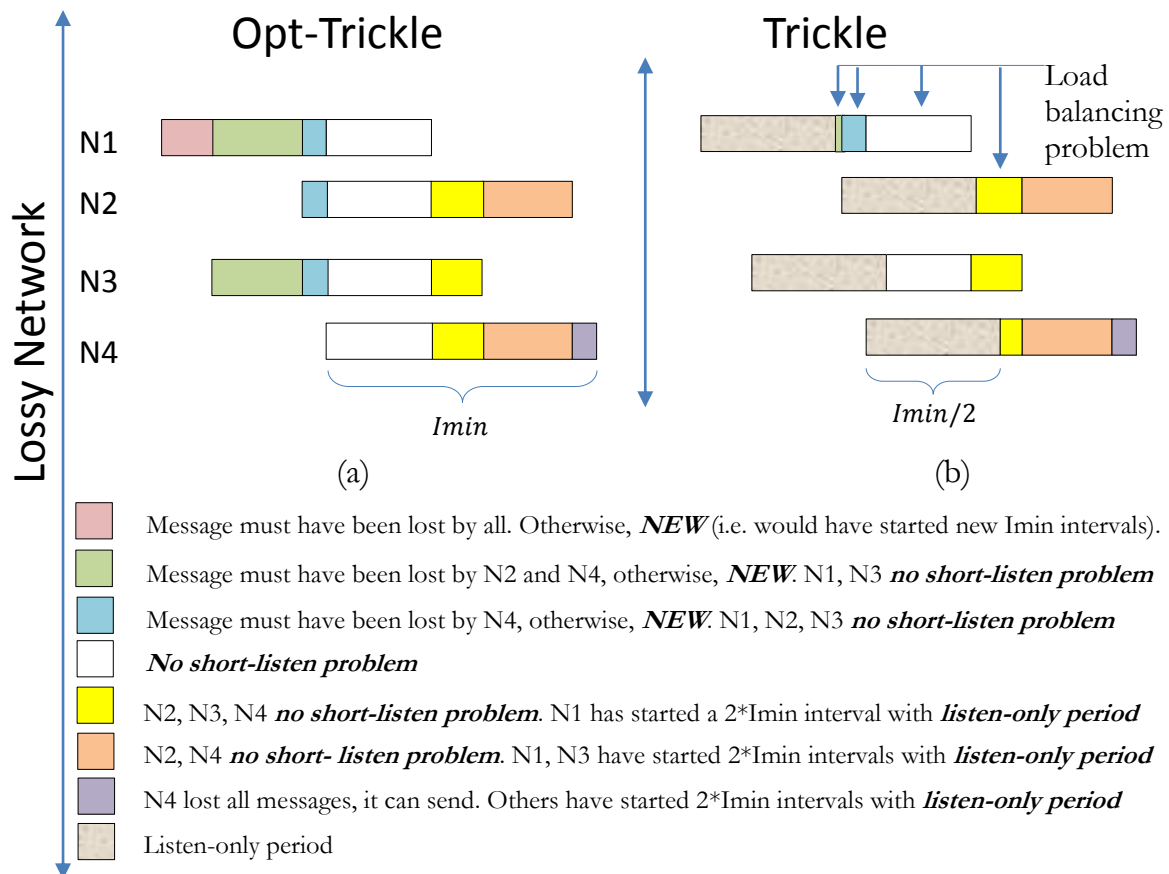 Opt-Trickle
Trickle
Load
balancing
problem
N1
N2
N3
N4
Imin
Imin/2
(a)
(b)
Lossy Network
Message must have been lost by all. Otherwise, NEW (i.e. would have started new Imin intervals).
Message must have been lost by N2 and N4, otherwise, NEW. N1, N3 no short-listen problem
Message must have been lost by N4, otherwise, NEW. N1, N2, N3 no short-listen problem
No short-listen problem
N2, N3, N4 no short-listen problem. N1 has started a 2*Imin interval with listen-only period
N2, N4 no short- listen problem. N1, N3 have started 2*Imin intervals with listen-only period
N4 lost all messages, it can send. Others have started 2*Imin intervals with listen-only period
Listen-only period